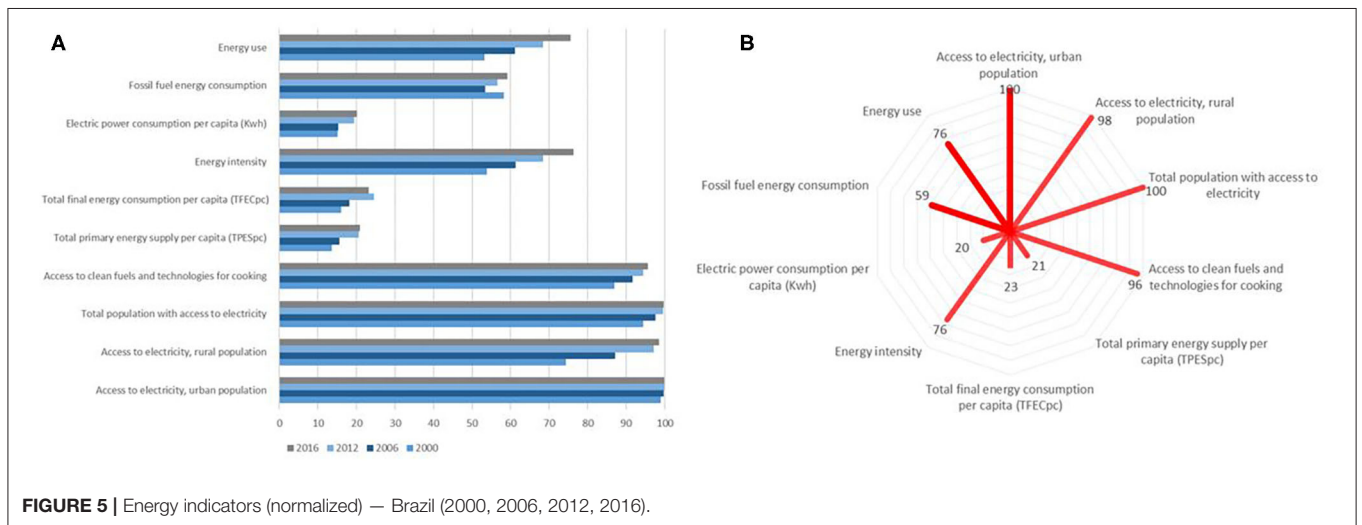 A
Energy use
Fossil fuel energy consumption
Electric power consumption per capita (Kwh)
Energy intensity
Total final energy consumption per capita (TFECpc)
Total primary energy supply per capita (TPESpc)
Access to clean fuels and technologies for cooking
Total population with access to electricity
Access to electricity, rural population
Access to electricity, urban population
0 10 20 30 40 50 60 70 80 90 100
2016 2012 2006 2000
B
Access to electricity, urban
population
100
Access to electricity, rural
population
98
Total population with access to
electricity
100
Access to clean fuels and
technologies for cooking
96
Total primary energy supply per
capita (TPESpc)
21
Total final energy consumption
per capita (TFECpc)
23
Energy intensity
76
Electric power consumption per
capita (Kwh)
20
Fossil fuel energy consumption
59
Energy use
76
FIGURE 5 | Energy indicators (normalized) — Brazil (2000, 2006, 2012, 2016).